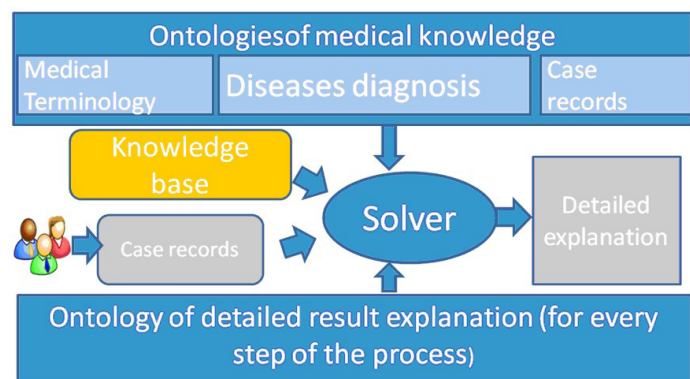 Ontologiesof medical knowledge
Medical
Terminology
Diseases diagnosis
Case
records
Knowledge
base
Solver
Detailed
explanation
Case records
Ontology of detailed result explanation (for every
step of the process)